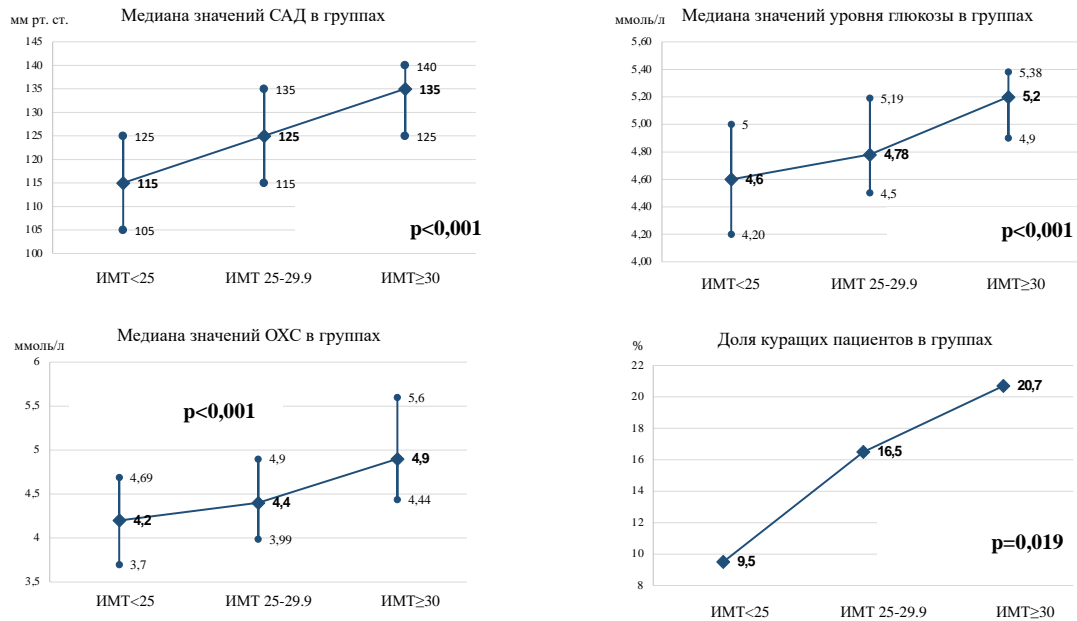 Медиана значений САД в группах
мм рт. ст.
145
140
135
130
125
120
115
110
105
100
125
115
105
135
125
115
140
135
125
p<0,001
ИМТ<25
ИМТ 25-29.9
ИМТ≥30
Медиана значений уровня глюкозы в группах
ммоль/л
5,60
5,40
5,20
5,00
4,80
4,60
4,40
4,20
4,00
5
4,6
4,20
5,19
4,78
4,5
5,38
5,2
4,9
p<0,001
ИМТ<25
ИМТ 25-29.9
ИМТ≥30
Медиана значений ОХС в группах
ммоль/л
6
5,5
5
4,5
4
3,5
p<0,001
4,69
4,2
3,7
4,9
4,4
3,99
5,6
4,9
4,44
ИМТ<25
ИМТ 25-29.9
ИМТ≥30
Доля куращих пациентов в группах
%
22
20
18
16
14
12
10
8
9,5
16,5
20,7
p=0,019
ИМТ<25
ИМТ 25-29.9
ИМТ≥30